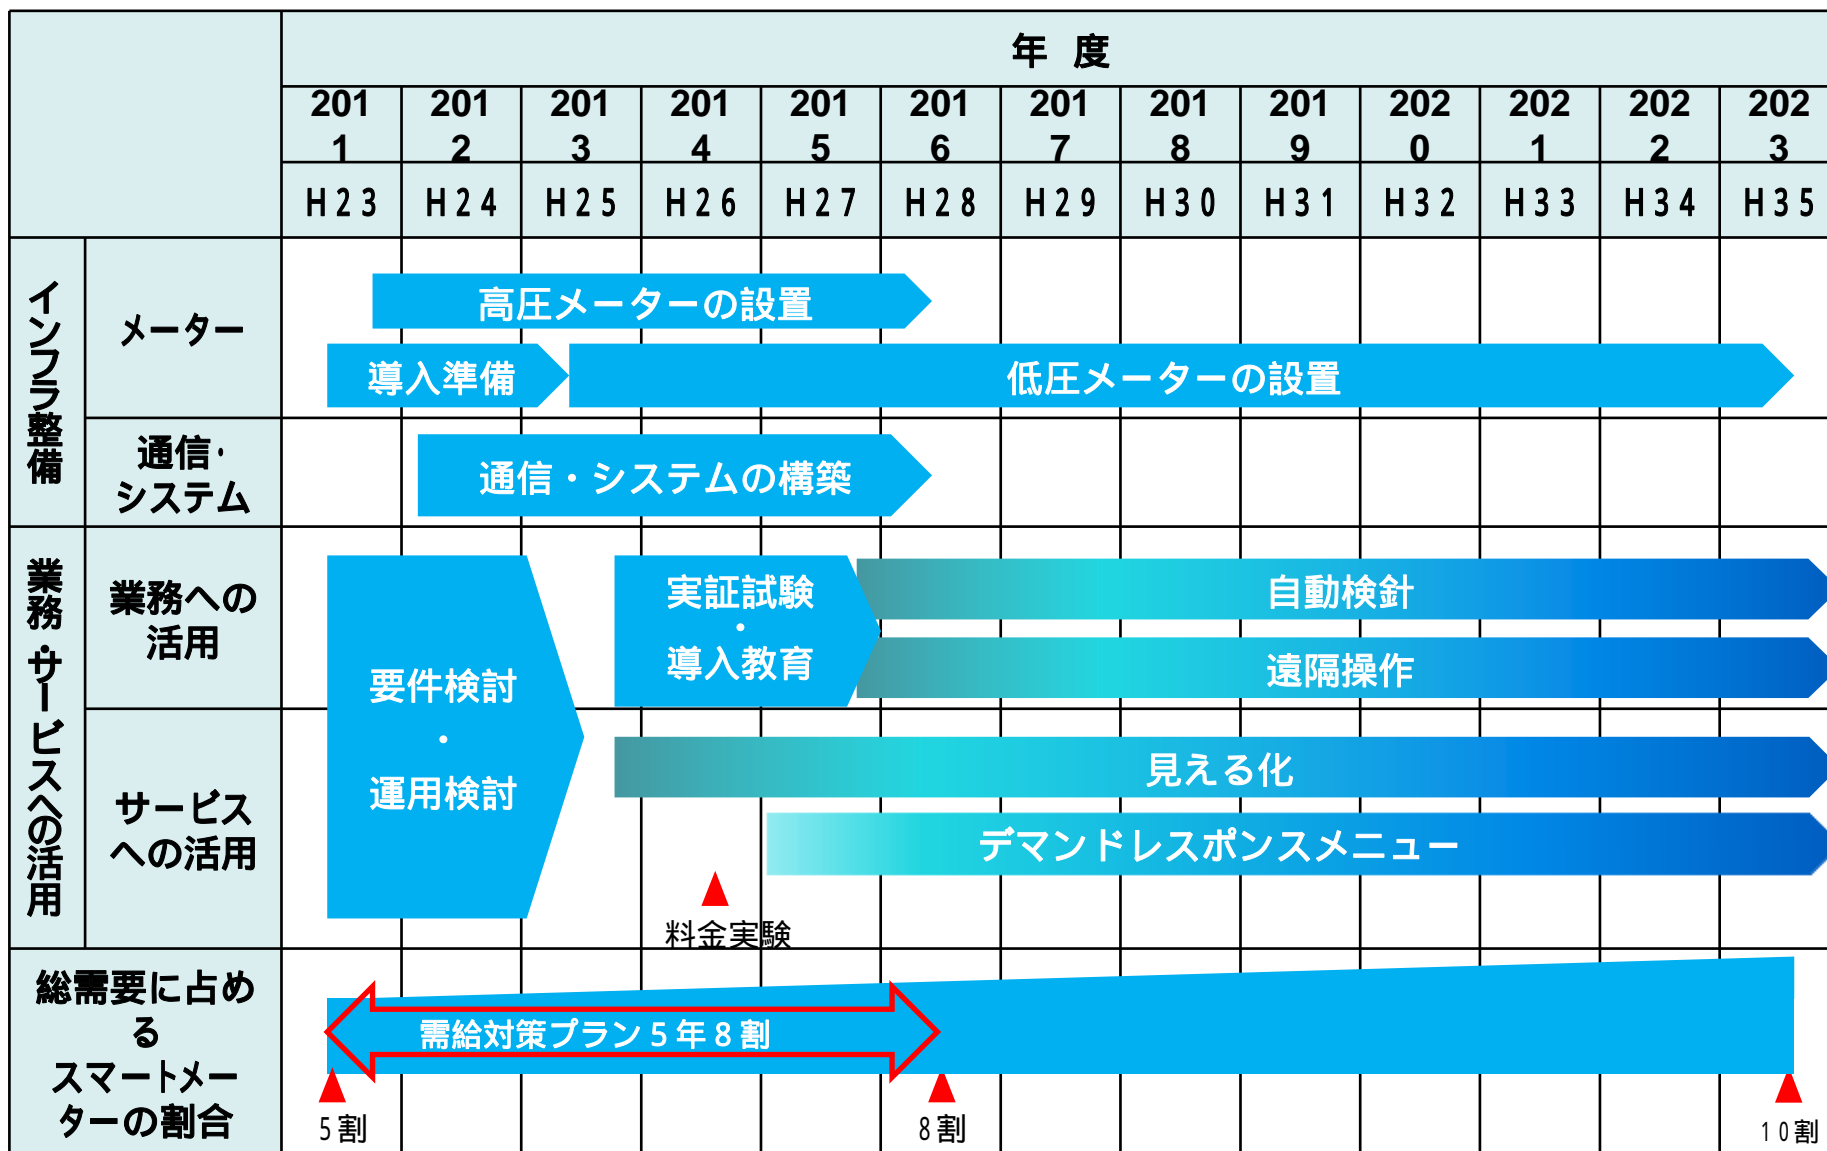 年 度
201
1
201
2
201
3
201
4
201
5
201
6
201
7
201
8
201
9
202
0
202
1
202
2
202
3
H23
H24
H25
H26
H27
H28
H29
H30
H31
H32
H33
H34
H35
インフラ整備
メーター
高圧メーターの設置
導入準備
低圧メーターの設置
通信・
システム
通信・システムの構築
業務・サービスへの活用
業務への
活用
要件検討
・
運用検討
実証試験
・
導入教育
自動検針
遠隔操作
サービス
への活用
見える化
デマンドレスポンスメニュー
料金実験
総需要に占め
る
スマートメー
ターの割合
需給対策プラン5年8割
5割
8割
10割